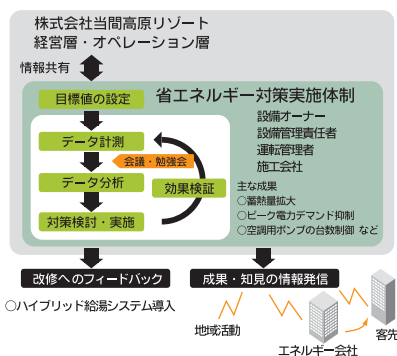 株式会社当間高原リゾート
経営層・オペレーション層
情報共有
目標値の設定
省エネルギー対策実施体制
データ計測
会議・勉強会
データ分析
効果検証
対策検討・実施
設備オーナー
設備管理責任者
運転管理者
施工会社
主な成果
○蓄熱量拡大
○ピーク電力デマンド抑制
○空調用ポンプの台数制御 など
改修へのフィードバック
○ハイブリッド給湯システム導入
成果・知見の情報発信
地域活動
エネルギー会社
客先